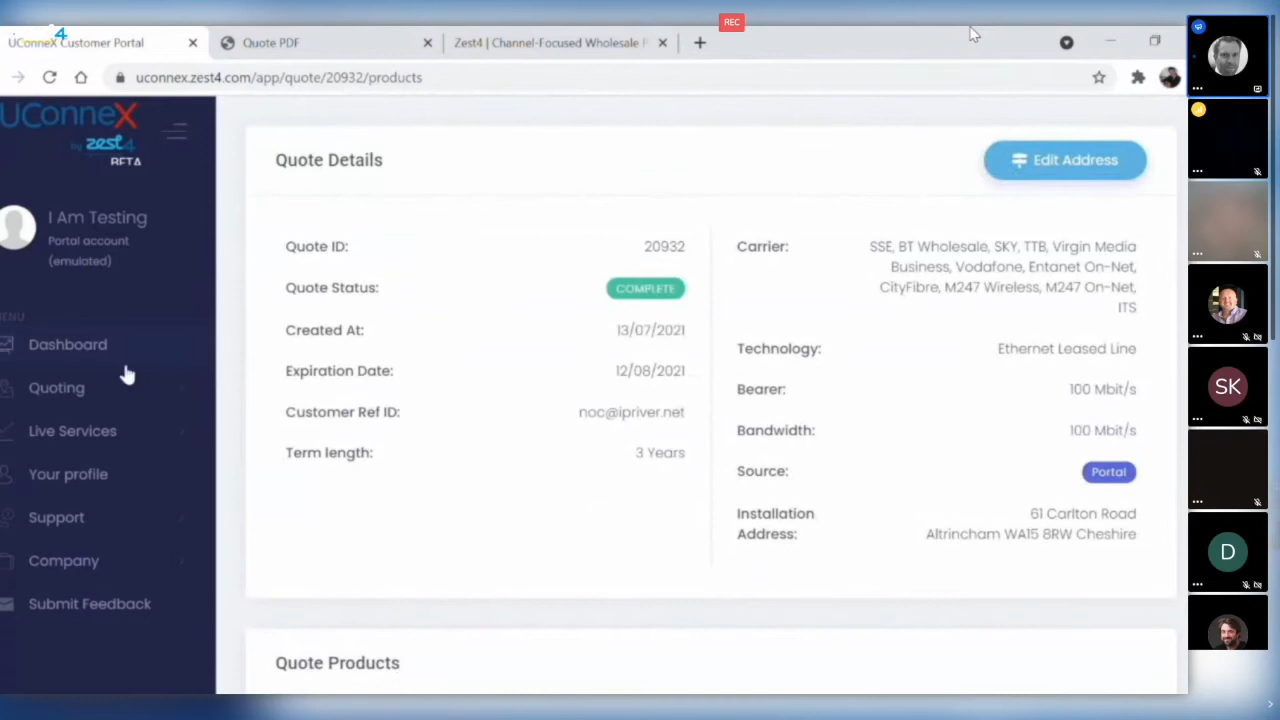 REC
4
UConneX Customer Portal
Quote PDF
Zest4 | Channel-Focused Wholesale
uconnex.zest4.com/app/quote/20932/products
UConneX
by zest4
BETA
I Am Testing
Portal account
(emulated)
MENU
Dashboard
Quoting
Live Services
Your profile
Support
Company
Submit Feedback
Quote Details
Edit Address
Quote ID: 20932
Quote Status: COMPLETE
Created At: 13/07/2021
Expiration Date: 12/08/2021
Customer Ref ID: noc@ipriver.net
Term length: 3 Years
Carrier: SSE, BT Wholesale, SKY, TTB, Virgin Media
Business, Vodafone, Entanet On-Net,
CityFibre, M247 Wireless, M247 On-Net,
ITS
Technology: Ethernet Leased Line
Bearer: 100 Mbit/s
Bandwidth: 100 Mbit/s
Source: Portal
Installation 61 Carlton Road
Address: Altrincham WA15 8RW Cheshire
Quote Products
SK
D